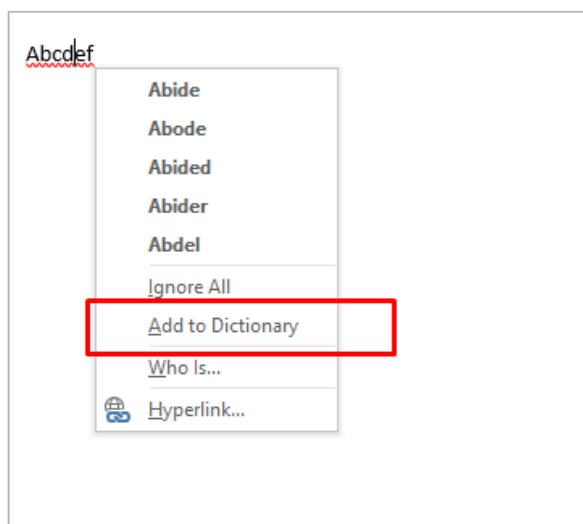 Abcdef
Abide
Abode
Abided
Abider
Abdel
Ignore All
Add to Dictionary
Who Is...
Hyperlink...